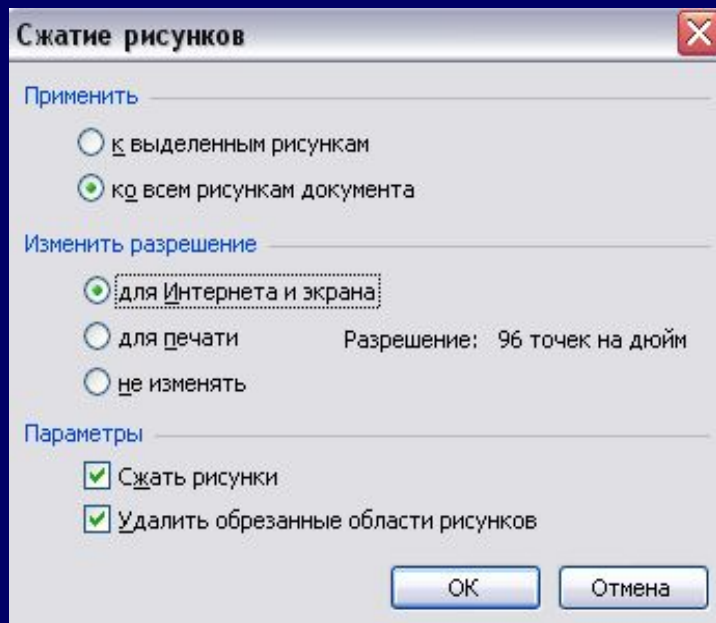 Сжатие рисунков
Применить
к выделенным рисункам
ко всем рисункам документа
Изменить разрешение
для Интернета и экрана
для печати Разрешение: 96 точек на дюйм
не изменять
Параметры
Сжать рисунки
Удалить обрезанные области рисунков
ОК Отмена